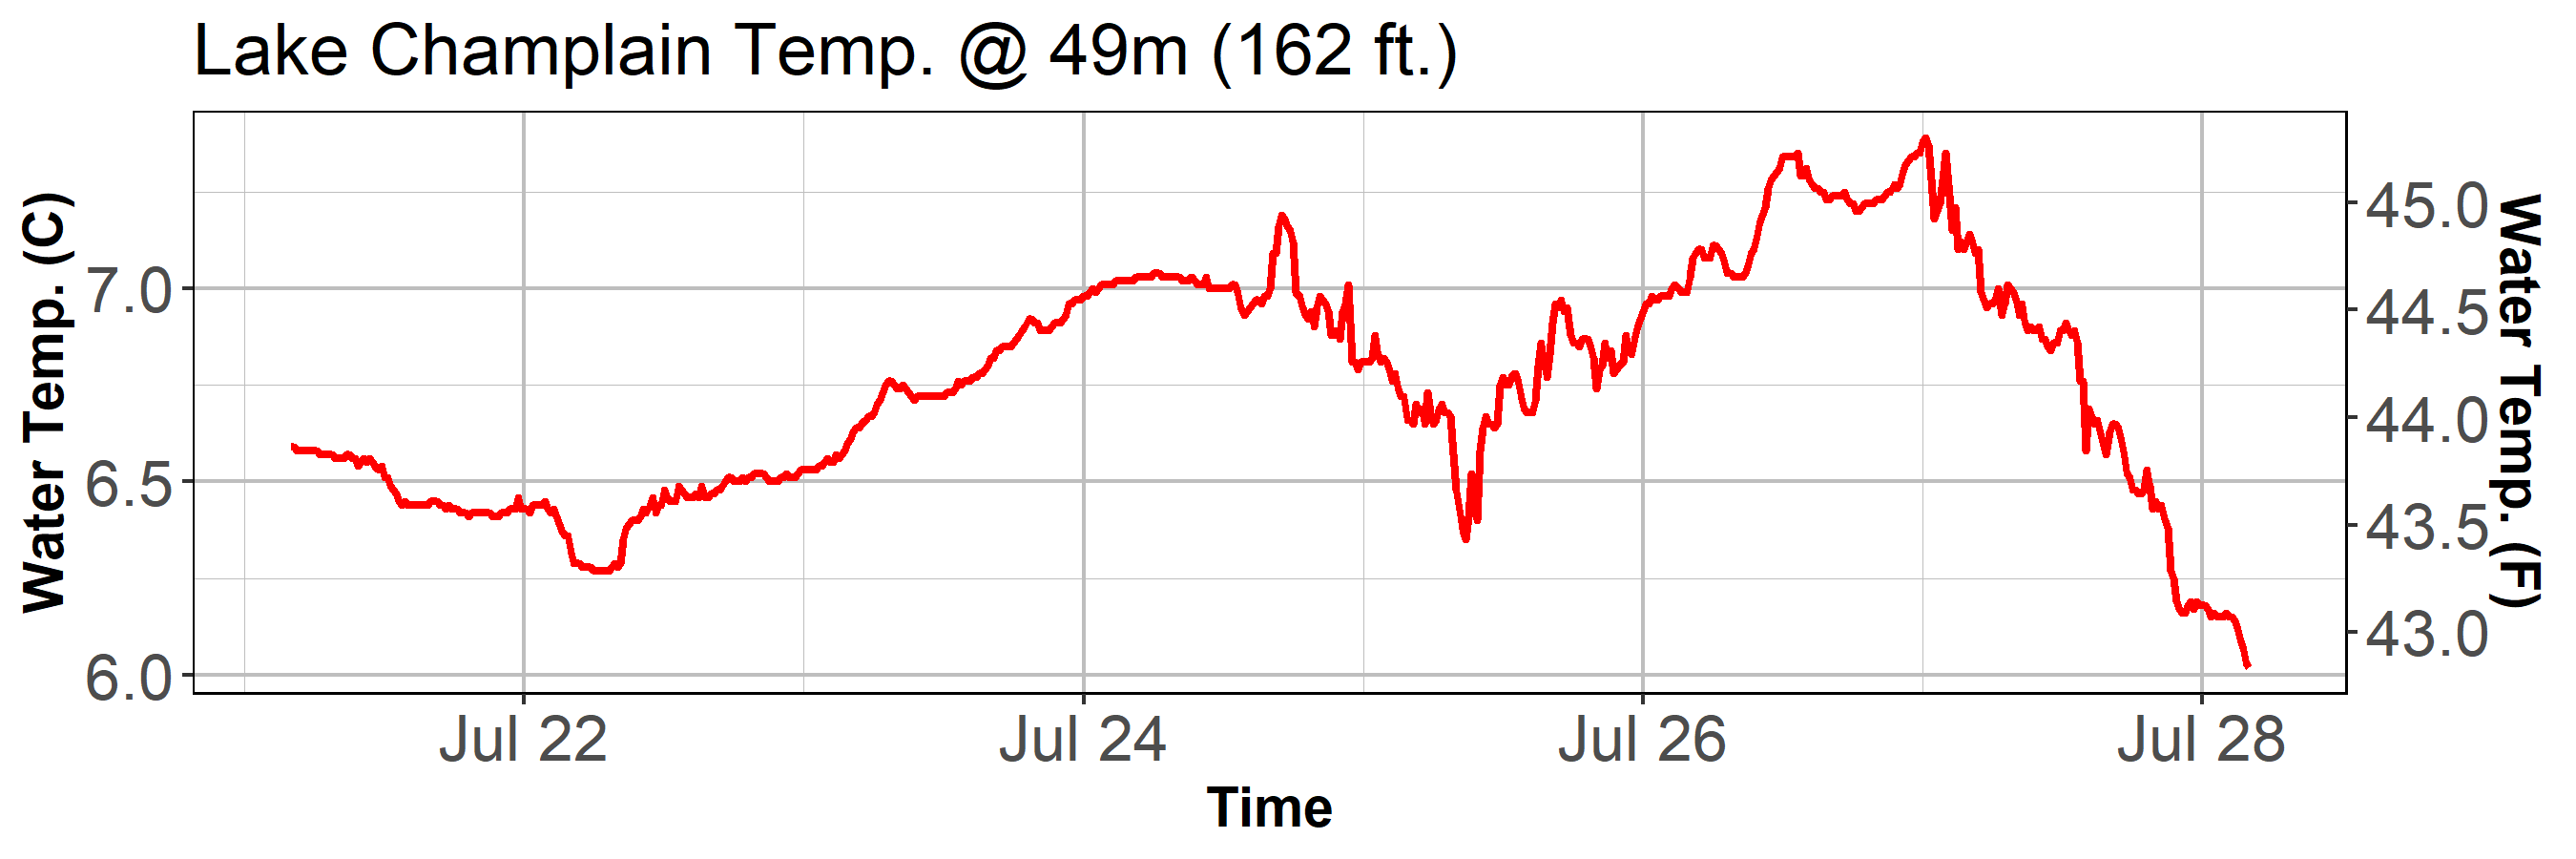 Lake Champlain Temp. @ 49m (162 ft.)
Water Temp. (C)
7.0
6.5
6.0
45.0
44.5
44.0
43.5
43.0
Water Temp. (F)
Jul 22 Jul 24 Jul 26 Jul 28
Time